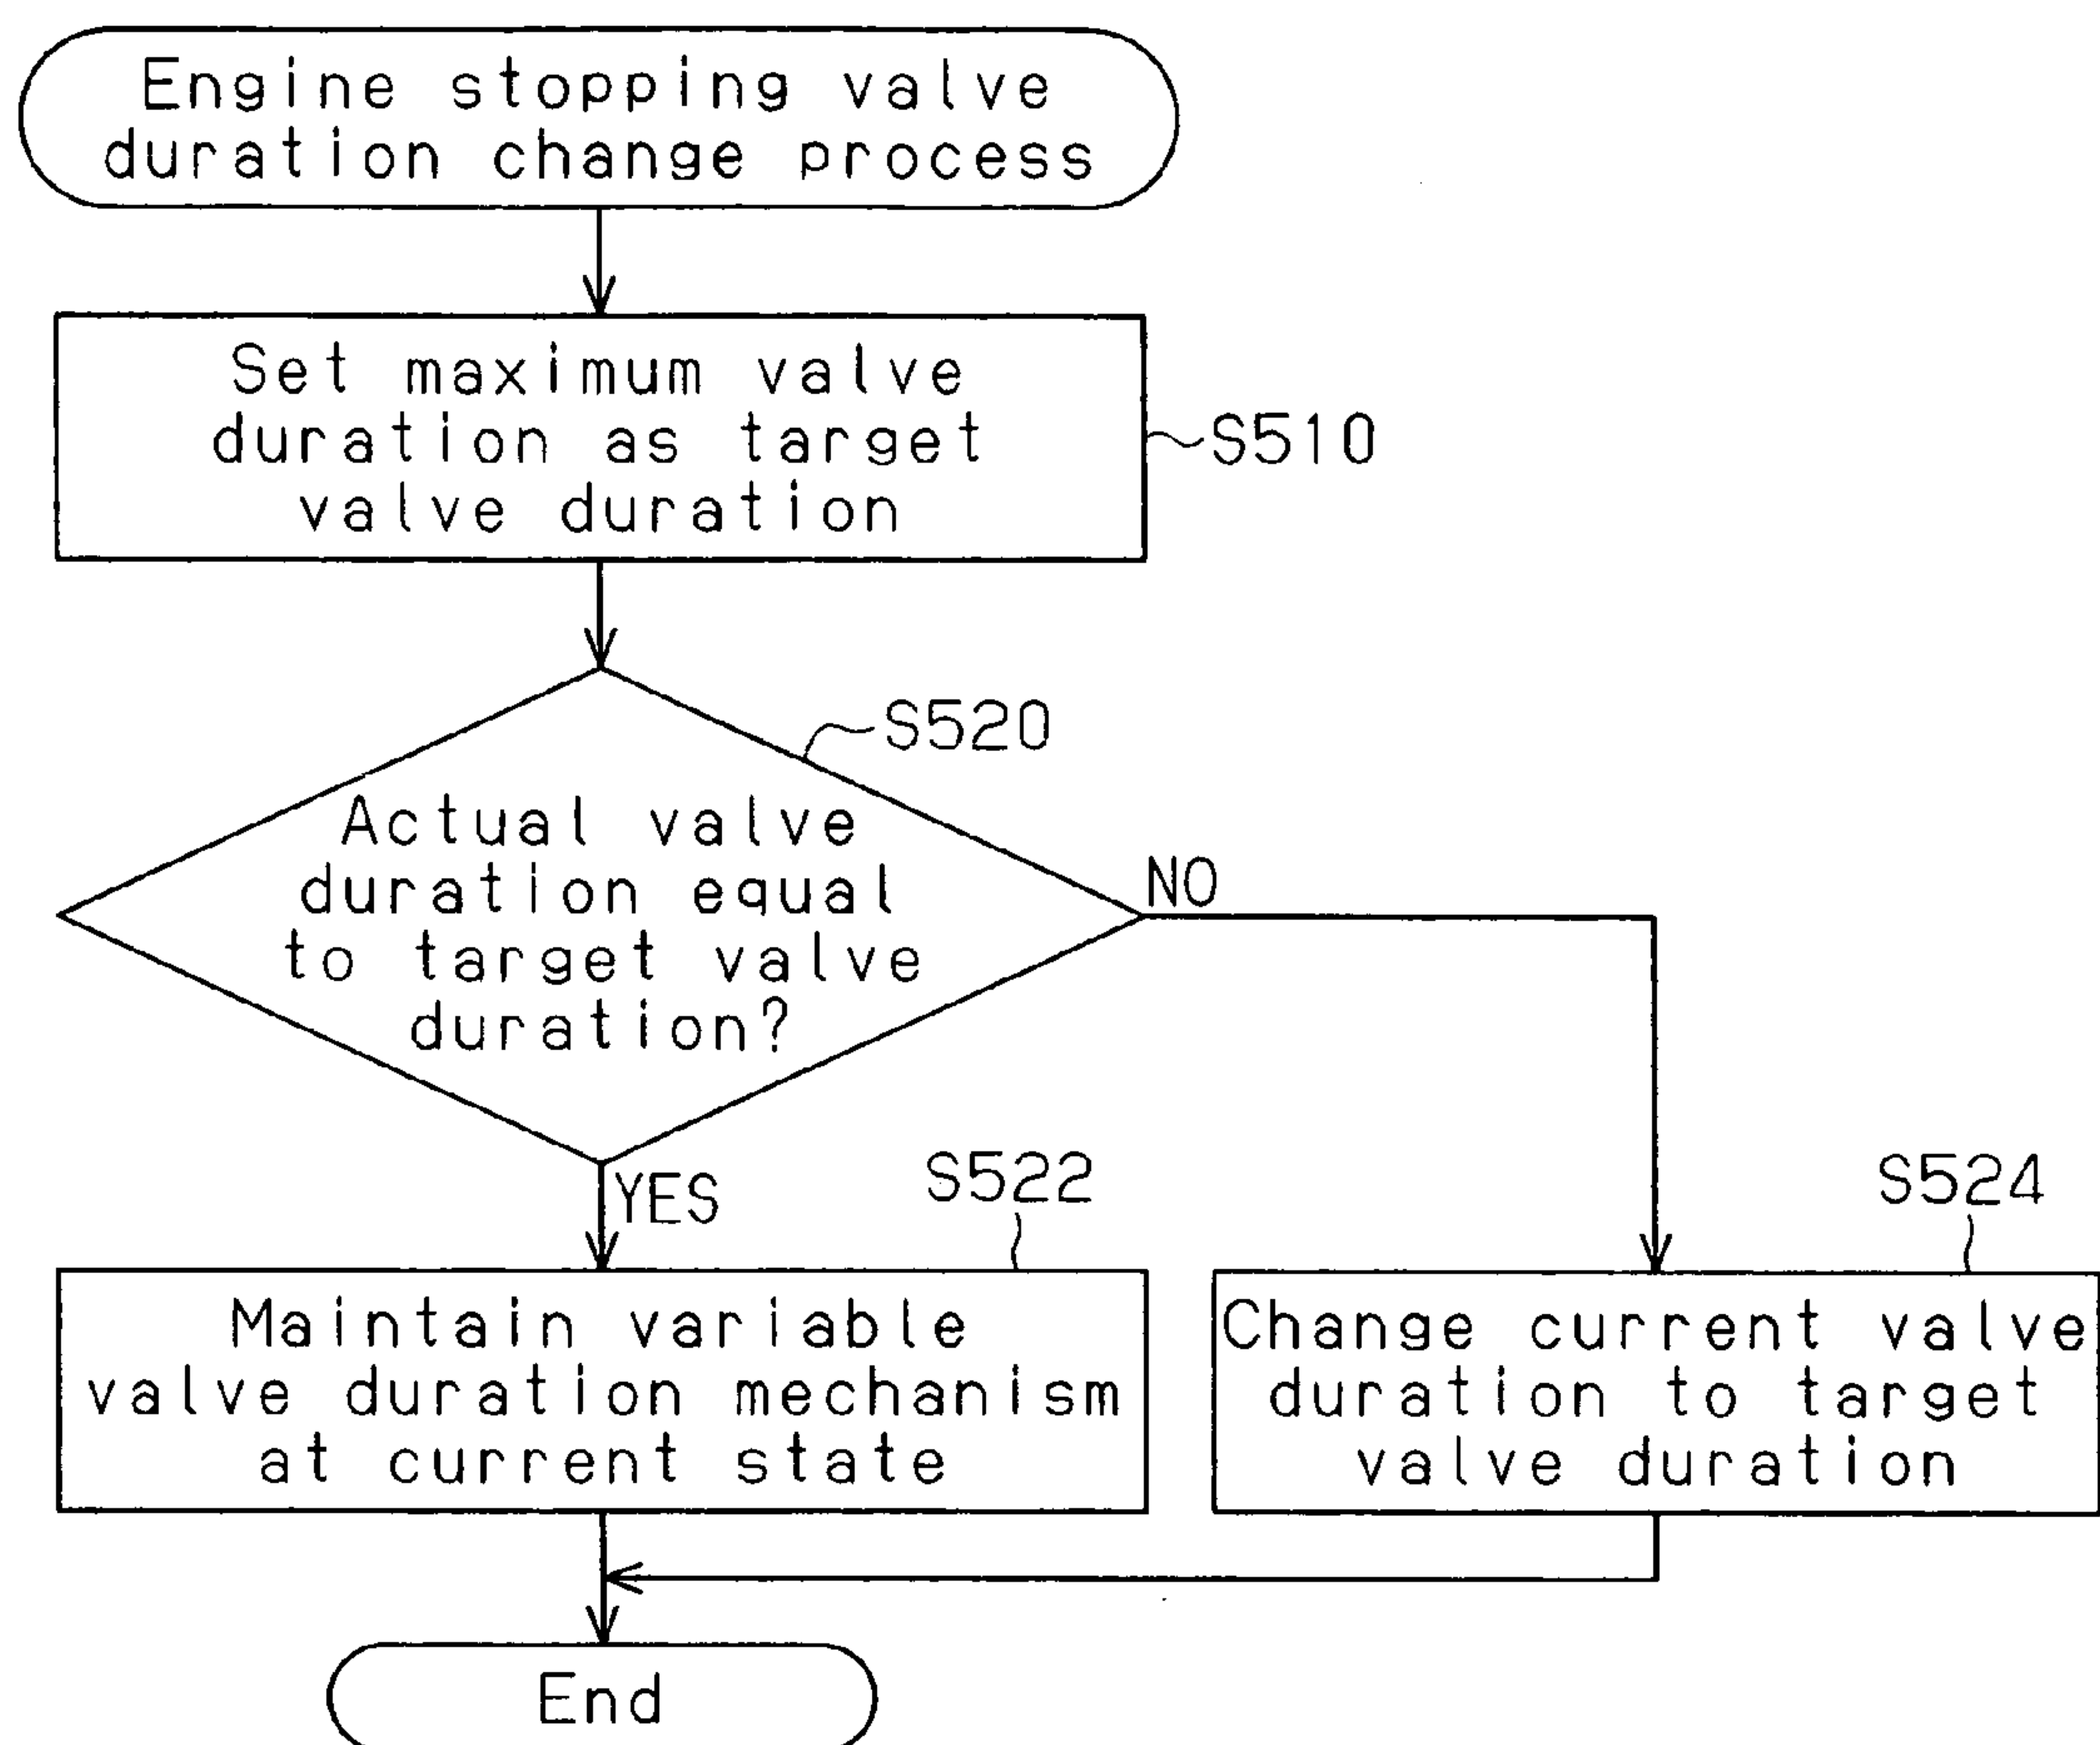 Engine stopping valve
duration change process
Set maximum valve
duration as target
valve duration
S510
S520
Actual valve
duration equal
to target valve
duration?
NO
YES
S522
S524
Maintain variable
valve duration mechanism
at current state
Change current valve
duration to target
valve duration
End